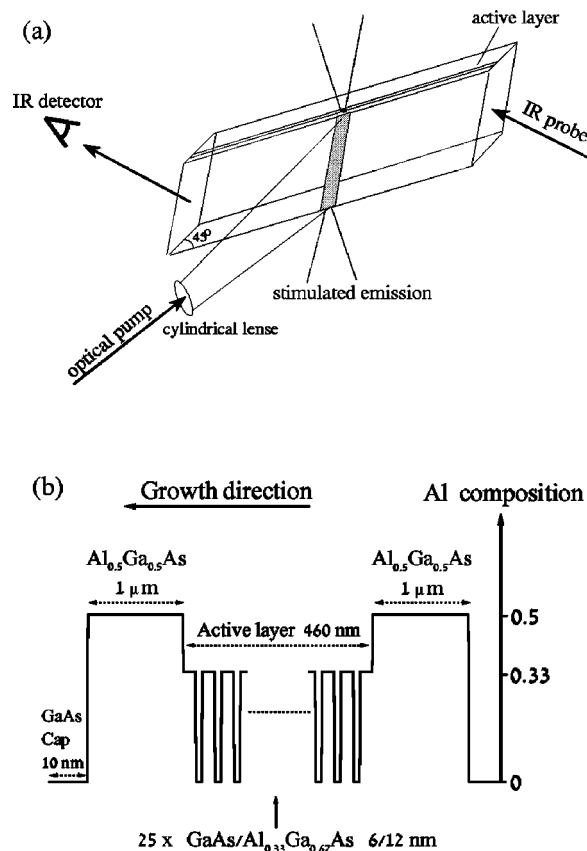 (a)
active layer
IR detector
IR probe
45°
stimulated emission
cylindrical lense
optical pump
(b)
Growth direction
Al composition
Al0.5Ga0.5As
Al0.5Ga0.5As
1 μm
1 μm
Active layer 460 nm
0.5
0.33
GaAs
Cap
10 nm
0
25 x GaAs/Al0.33Ga0.67As 6/12 nm